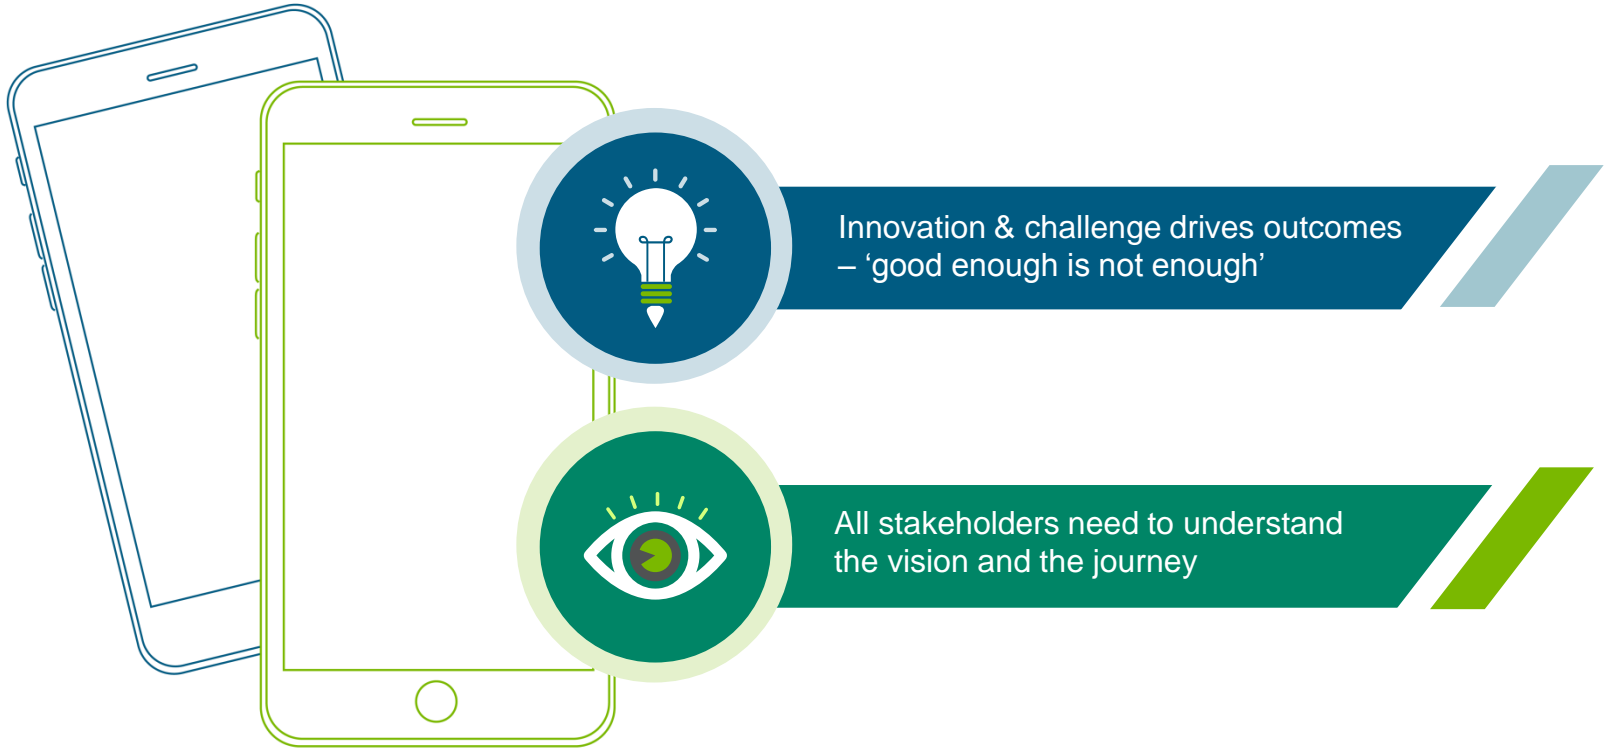 Innovation & challenge drives outcomes
– ‘good enough is not enough’
All stakeholders need to understand
the vision and the journey